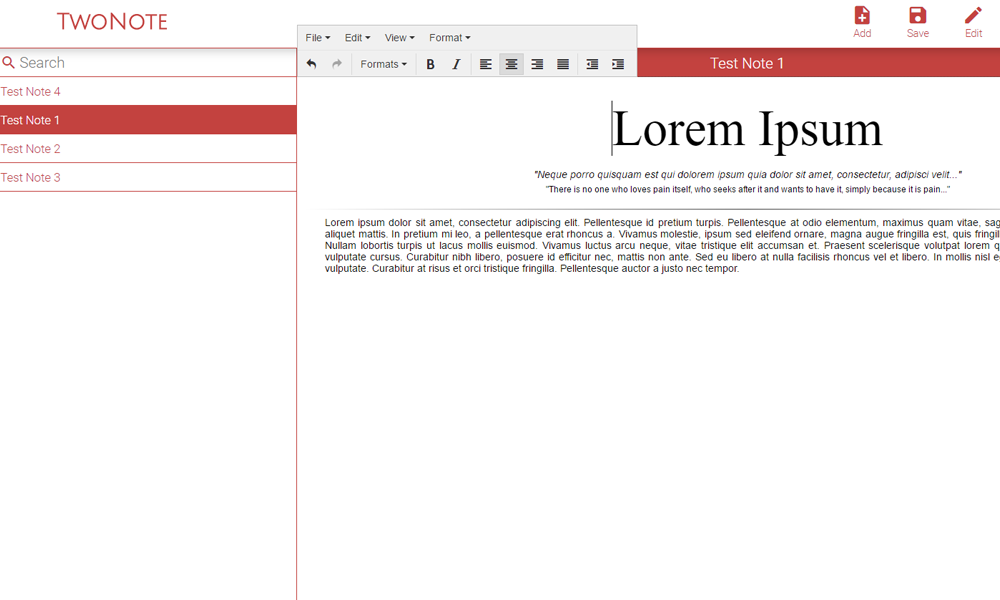 TwoNote
Add
Save
Edit
File
Edit
View
Format
Formats
B
I
Search
Test Note 1
Test Note 4
Test Note 1
Test Note 2
Test Note 3
Lorem Ipsum
"Neque porro quisquam est qui dolorem ipsum quia dolor sit amet, consectetur, adipisci velit..."
"There is no one who loves pain itself, who seeks after it and wants to have it, simply because it is pain..."
Lorem ipsum dolor sit amet, consectetur adipiscing elit. Pellentesque id pretium turpis. Pellentesque at odio elementum, maximus quam vitae, sag
aliquet mattis. In pretium mi leo, a pellentesque erat rhoncus a. Vivamus molestie, ipsum sed eleifend ornare, magna augue fringilla est, quis fringil
Nullam lobortis turpis ut lacus mollis euismod. Vivamus luctus arcu neque, vitae tristique elit accumsan et. Praesent scelerisque volutpat lorem q
vulputate cursus. Curabitur nibh libero, posuere id efficitur nec, mattis non ante. Sed eu libero at nulla facilisis rhoncus vel et libero. In mollis nisl e
vulputate. Curabitur at risus et orci tristique fringilla. Pellentesque auctor a justo nec tempor.